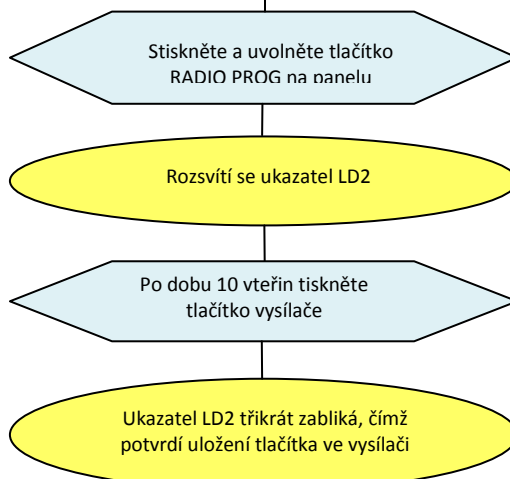 Stiskněte a uvolněte tlačítko
RADIO PROG na panelu
Rozsvítí se ukazatel LD2
Po dobu 10 vteřin tiskněte
tlačítko vysílače
Ukazatel LD2 třikrát zabliká, čímž
potvrdí uložení tlačítka ve vysílači